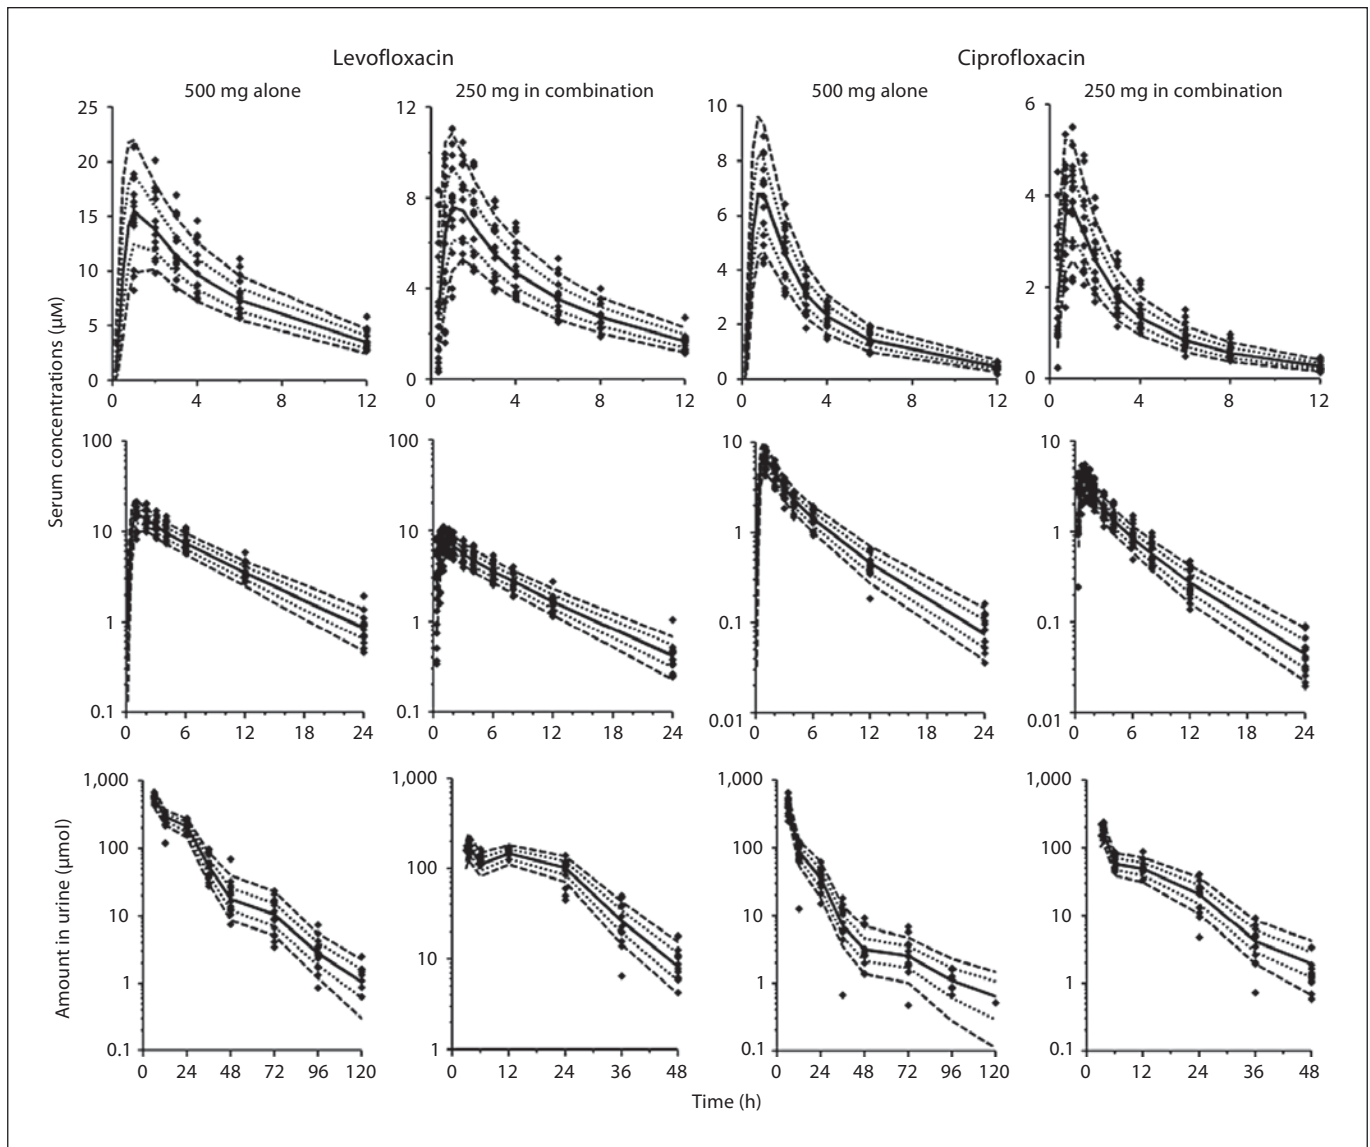 Levofloxacin Ciprofloxacin
500 mg alone 250 mg in combination 500 mg alone 250 mg in combination
Serum concentrations (µM)
25 20 15 10 5 0
0 4 8 12
12 8 4 0
0 4 8 12
10 8 6 4 2 0
0 4 8 12
6 4 2 0
0 4 8 12
100 10 1 0.1
0 6 12 18 24
100 10 1 0.1
0 6 12 18 24
10 1 0.1 0.01
0 6 12 18 24
10 1 0.1 0.01
0 6 12 18 24
Amount in urine (µmol)
1,000 100 10 1 0.1
0 24 48 72 96 120
1,000 100 10 1
0 12 24 36 48
1,000 100 10 1 0.1
0 24 48 72 96 120
1,000 100 10 1 0.1
0 12 24 36 48
Time (h)